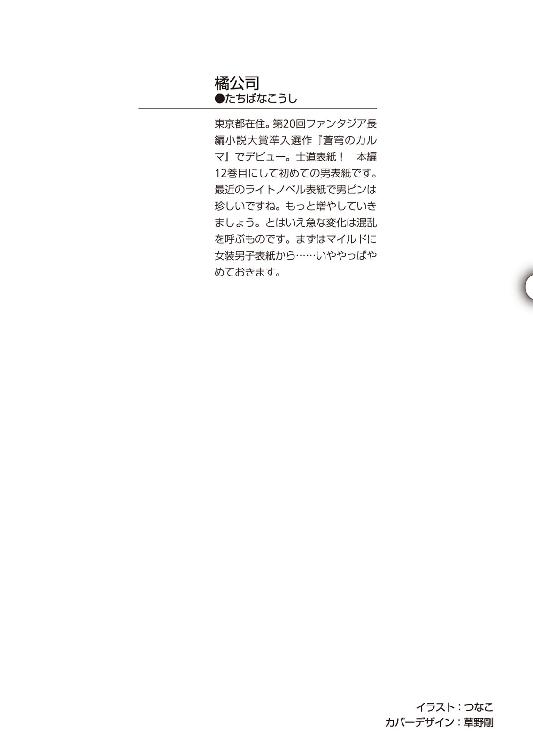 橘公司
●たちばなこうし
東京都在住。第20回ファンタジア長
編小説大賞準入選作『蒼穹のカル
マ』でデビュー。士道表紙！　本編
12巻目にして初めての男表紙です。
最近のライトノベル表紙で男ピンは
珍しいですね。もっと増やしていき
ましょう。とはいえ急な変化は混乱
を呼ぶものです。まずはマイルドに
女装男子表紙から……いややっぱや
めておきます。
イラスト：つなこ
カバーデザイン：草野剛